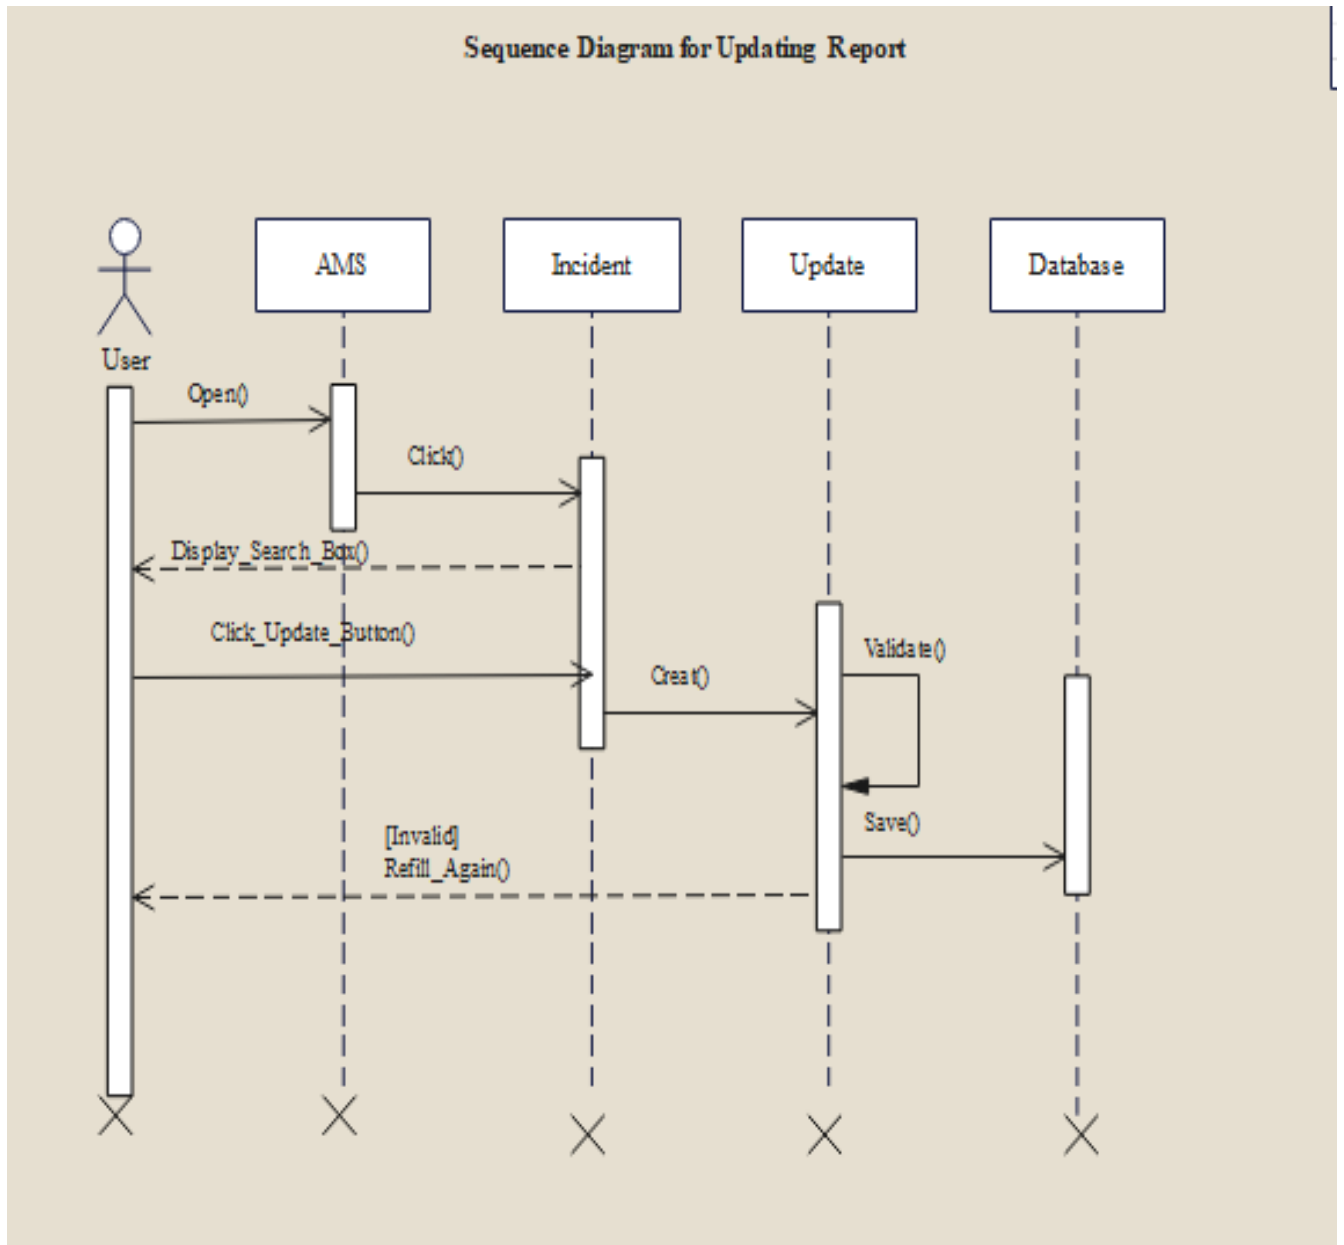 Sequence Diagram for Updating Report
AMS
Incident
Update
Database
User
Open()
Click()
Display_Search_Box()
Click_Update_Button()
Validate()
Creat()
Save()
[Invalid]
Refill_Again()